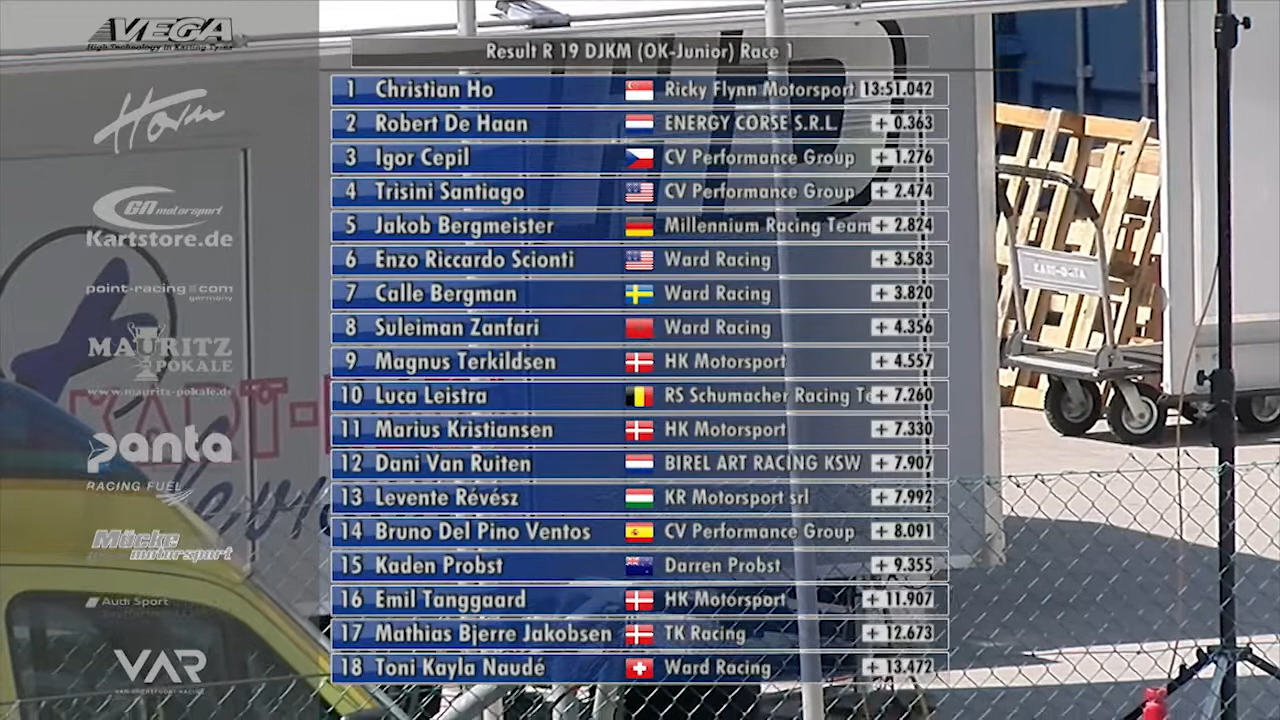 VEGA
High Technology in Karting Tyres
Result R 19 DJKM (OK-Junior) Race 1
1 Christian Ho Ricky Flynn Motorsport 13:51.042
2 Robert De Haan ENERGY CORSE S.R.L. + 0.363
3 Igor Cepil CV Performance Group + 1.276
4 Trisini Santiago CV Performance Group + 2.474
5 Jakob Bergmeister Millennium Racing Team + 2.824
6 Enzo Riccardo Scionti Ward Racing + 3.583
7 Calle Bergman Ward Racing + 3.820
8 Suleiman Zanfari Ward Racing + 4.356
9 Magnus Terkildsen HK Motorsport + 4.557
10 Luca Leistra RS Schumacher Racing Te + 7.260
11 Marius Kristiansen HK Motorsport + 7.330
12 Dani Van Ruiten BIREL ART RACING KSW + 7.907
13 Levente Révész KR Motorsport srl + 7.992
14 Bruno Del Pino Ventos CV Performance Group + 8.091
15 Kaden Probst Darren Probst + 9.355
16 Emil Tanggaard HK Motorsport + 11.907
17 Mathias Bjerre Jakobsen TK Racing + 12.673
18 Toni Kayla Naudé Ward Racing + 13.472
Horm
GN motorsport
Kartstore.de
point-racing.com
germany
MAURITZ
POKALE
www.mauritz-pokale.de
panta
RACING FUEL
Möcke
motorsport
Audi Sport
VAR
VAN AMERSFOORT RACING
KART-DATA